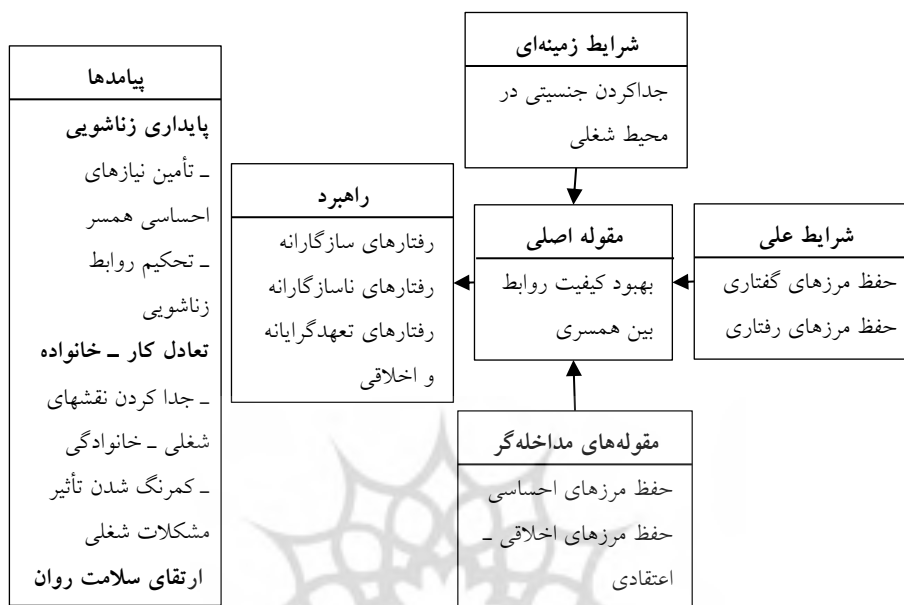 شرایط زمینه‌ای
جداکردن جنسیتی در
محیط شغلی
شرایط علی
حفظ مرزهای گفتاری
حفظ مرزهای رفتاری
مقوله اصلی
بهبود کیفیت روابط
بین همسری
مقوله‌های مداخله‌گر
حفظ مرزهای احساسی
حفظ مرزهای اخلاقی ـ
اعتقادی
راهبرد
رفتارهای سازگارانه
رفتارهای ناسازگارانه
رفتارهای تعهدگرایانه
و اخلاقی
پیامدها
پایداری زناشویی
ـ تأمین نیازهای
احساسی همسر
ـ تحکیم روابط
زناشویی
تعادل کار ـ خانواده
ـ جدا کردن نقشهای
شغلی ـ خانوادگی
ـ کمرنگ شدن تأثیر
مشکلات شغلی
ارتقای سلامت روان